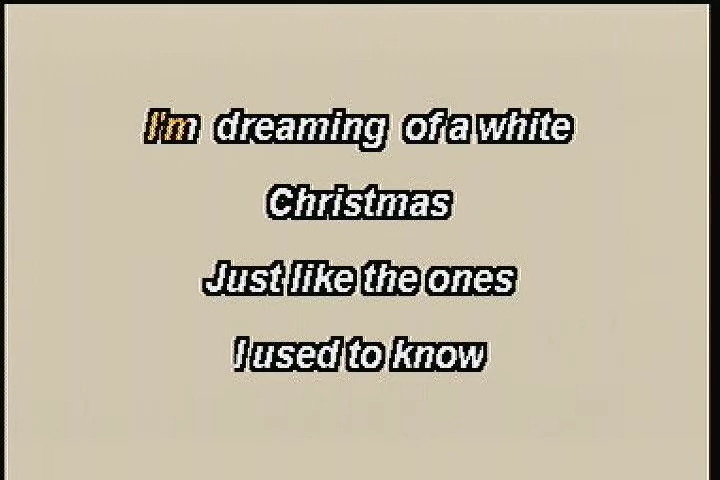 I'm dreaming of a white
Christmas
Just like the ones
I used to know